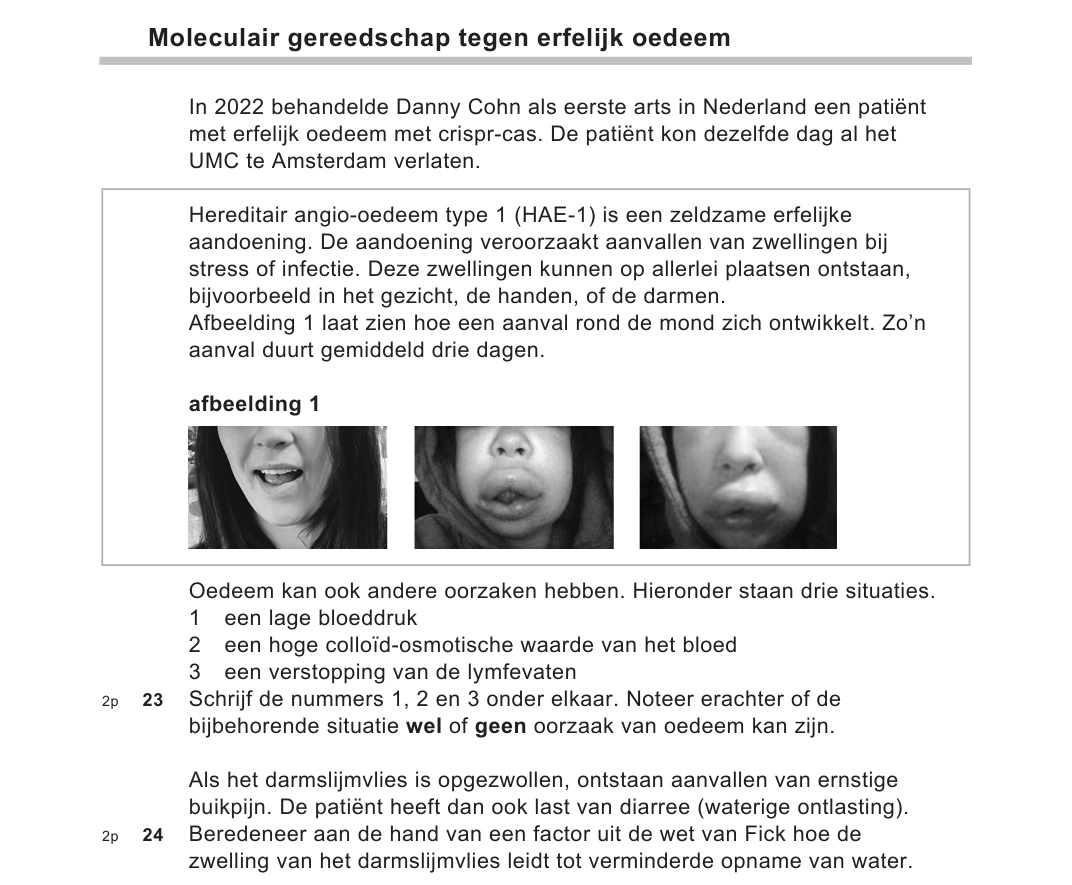 Moleculair gereedschap tegen erfelijk oedeem
In 2022 behandelde Danny Cohn als eerste arts in Nederland een patiënt
met erfelijk oedeem met crispr-cas. De patiënt kon dezelfde dag al het
UMC te Amsterdam verlaten.
Hereditair angio-oedeem type 1 (HAE-1) is een zeldzame erfelijke
aandoening. De aandoening veroorzaakt aanvallen van zwellingen bij
stress of infectie. Deze zwellingen kunnen op allerlei plaatsen ontstaan,
bijvoorbeeld in het gezicht, de handen, of de darmen.
Afbeelding 1 laat zien hoe een aanval rond de mond zich ontwikkelt. Zo’n
aanval duurt gemiddeld drie dagen.
afbeelding 1
Oedeem kan ook andere oorzaken hebben. Hieronder staan drie situaties.
1 een lage bloeddruk
2 een hoge colloïd-osmotische waarde van het bloed
3 een verstopping van de lymfevaten
2p 23 Schrijf de nummers 1, 2 en 3 onder elkaar. Noteer erachter of de
bijbehorende situatie wel of geen oorzaak van oedeem kan zijn.
Als het darmslijmvlies is opgezwollen, ontstaan aanvallen van ernstige
buikpijn. De patiënt heeft dan ook last van diarree (waterige ontlasting).
2p 24 Beredeneer aan de hand van een factor uit de wet van Fick hoe de
zwelling van het darmslijmvlies leidt tot verminderde opname van water.